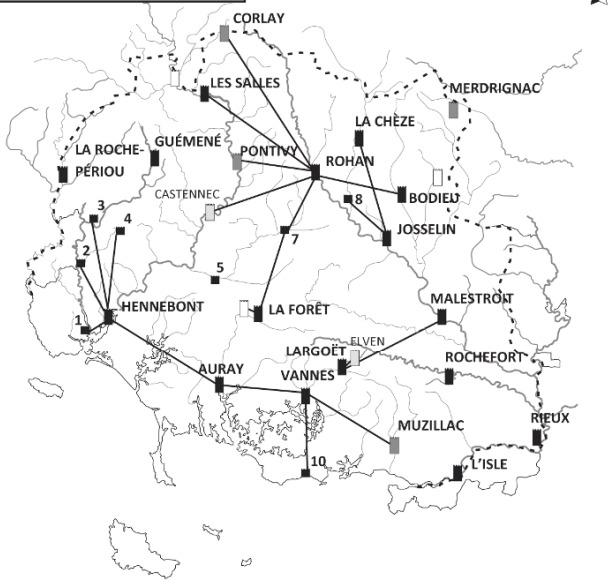 CORLAY
LES SALLES
MERDRIGNAC
LA CHÈZE
GUÉMENÉ
LA ROCHE-
PÉRIOU
PONTIVY
ROHAN
CASTENNEC
BODIEU
8
3
4
JOSSELIN
7
2
5
HENNEBONT
LA FORÊT
MALESTROIT
1
ELVEN
LARGOËT
ROCHEFORT
AURAY
VANNES
MUZILLAC
RIEUX
10
L'ISLE